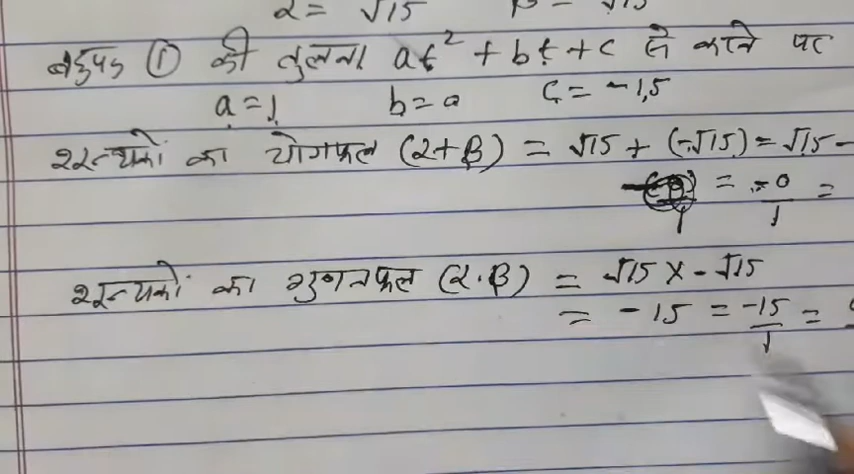 α = √15 β = √15
बहुपद ① की तुलना at² + bt + c से करने पर
a = 1 b = 0 c = -15
शून्यकों का योगफल (α+β) = √15 + (-√15) = √15 -
= -0/1 =
शून्यकों का गुणनफल (α.β) = √15 × -√15
= -15 = -15/1 =